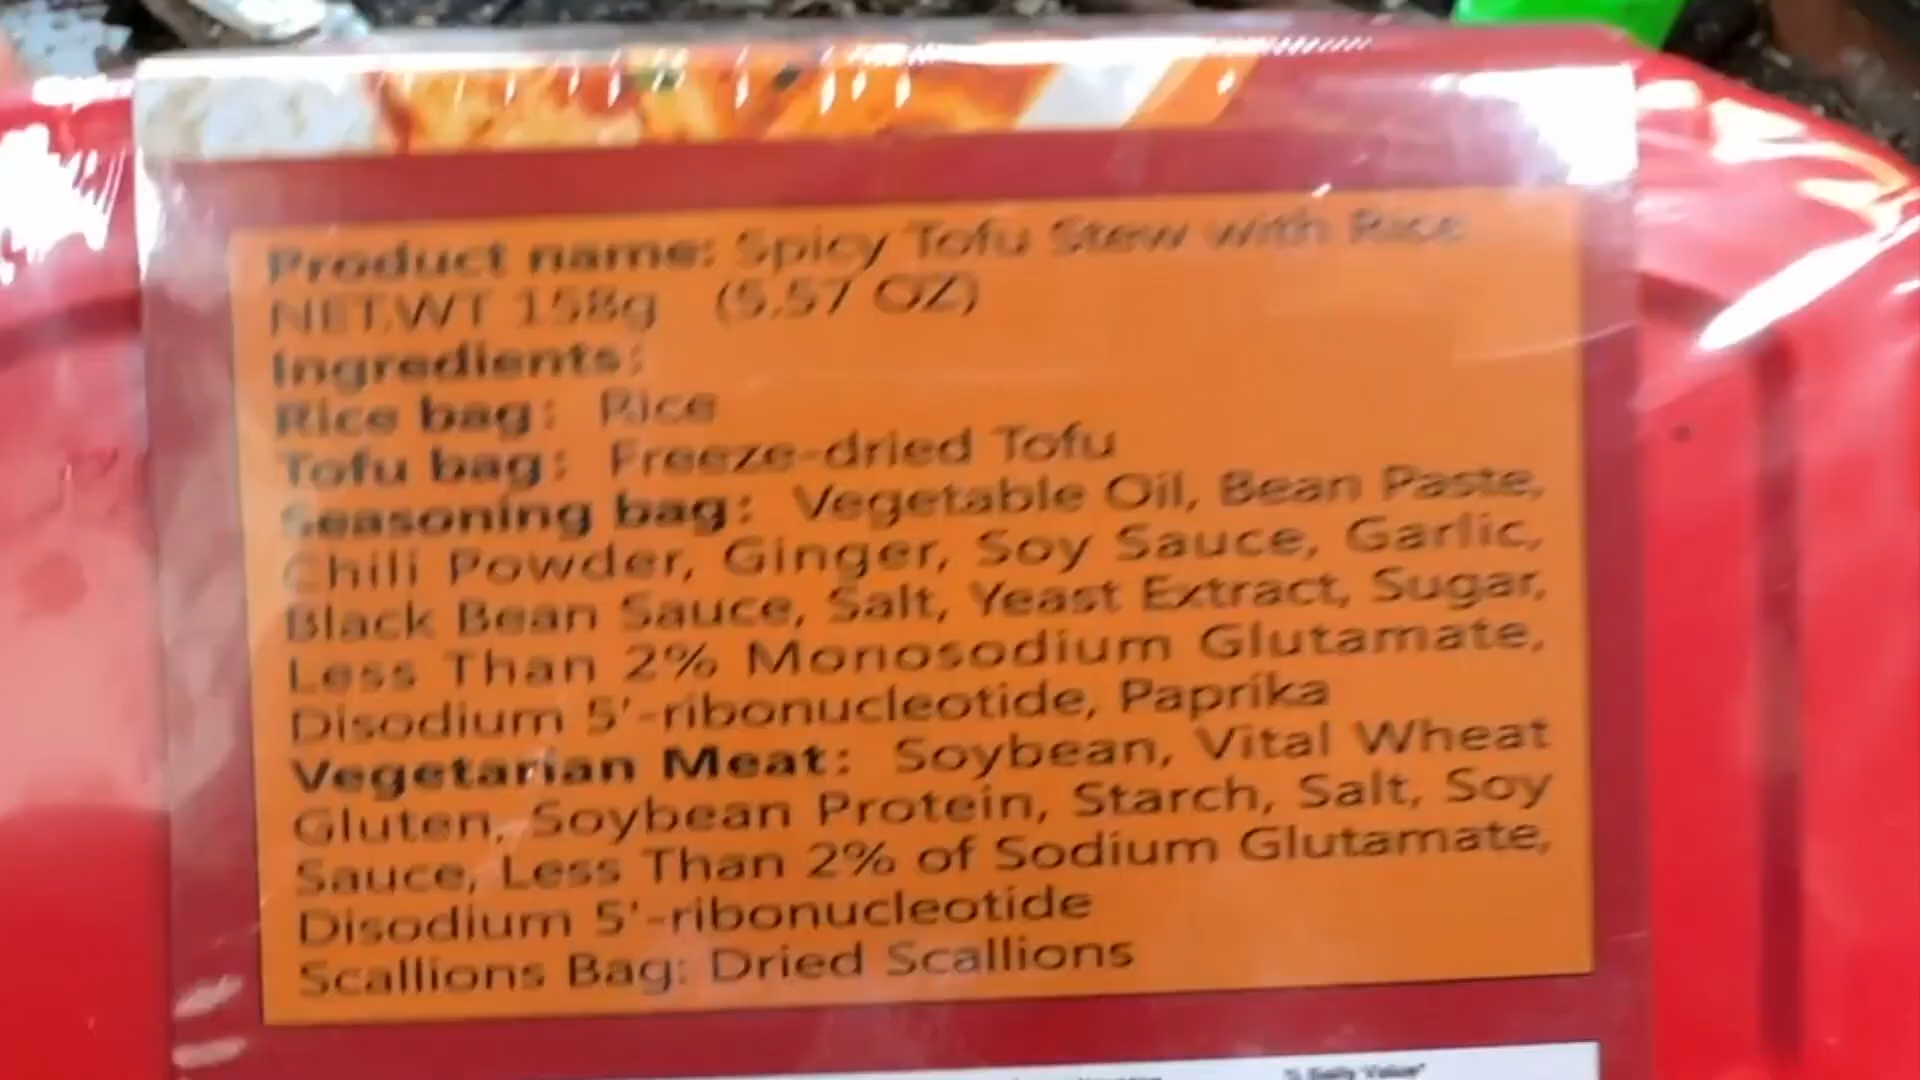 Product name: Spicy Tofu Stew with Rice
NET.WT 158g (5.57 OZ)
Ingredients:
Rice bag: Rice
Tofu bag: Freeze-dried Tofu
Seasoning bag: Vegetable Oil, Bean Paste,
Chili Powder, Ginger, Soy Sauce, Garlic,
Black Bean Sauce, Salt, Yeast Extract, Sugar,
Less Than 2% Monosodium Glutamate,
Disodium 5'-ribonucleotide, Paprika
Vegetarian Meat: Soybean, Vital Wheat
Gluten, Soybean Protein, Starch, Salt, Soy
Sauce, Less Than 2% of Sodium Glutamate,
Disodium 5'-ribonucleotide
Scallions Bag: Dried Scallions
% Daily Value*